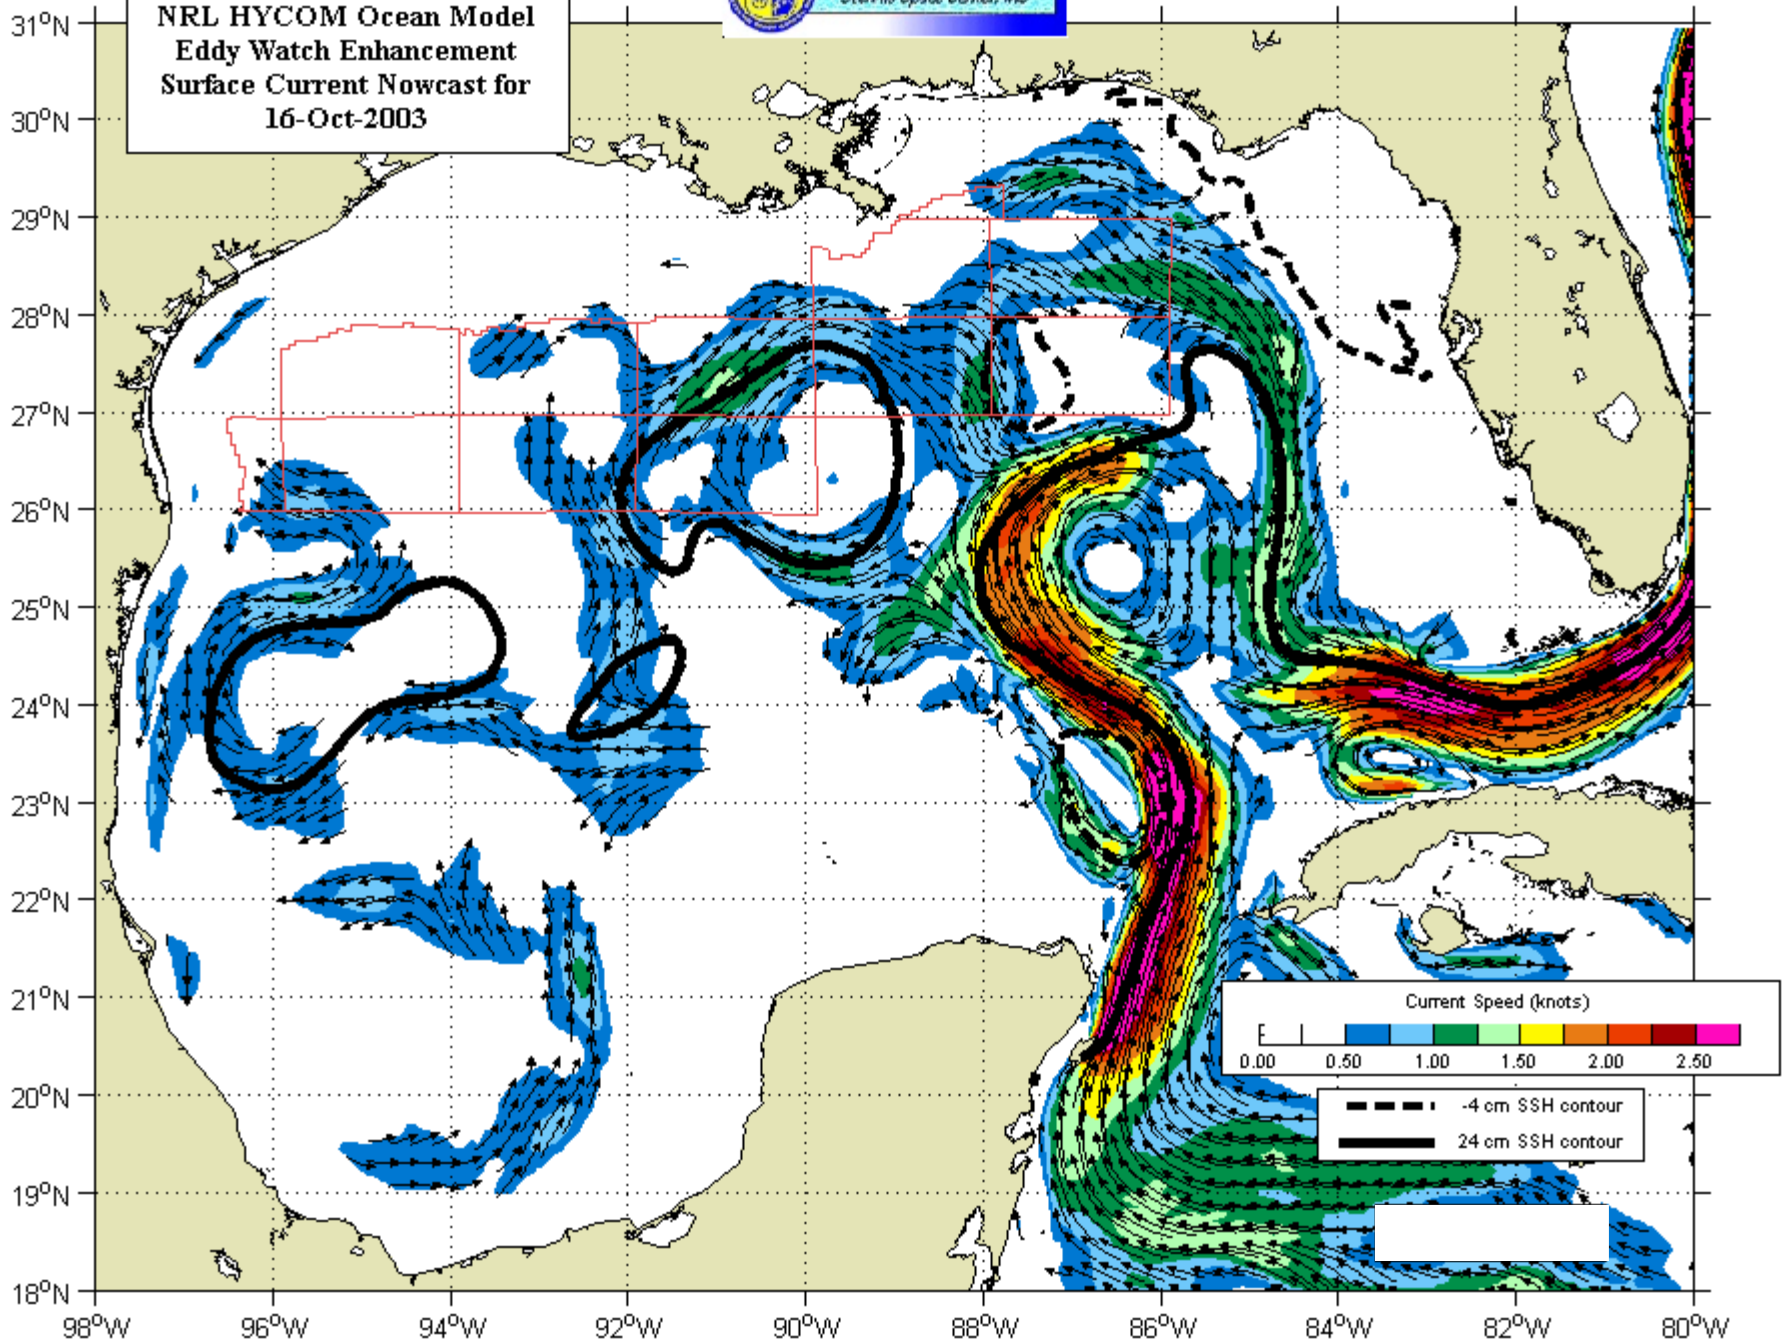 NRL HYCOM Ocean Model
Eddy Watch Enhancement
Surface Current Nowcast for
16-Oct-2003
31°N
30°N
29°N
28°N
27°N
26°N
25°N
24°N
23°N
22°N
21°N
20°N
19°N
18°N
Current Speed (knots)
0.00 0.50 1.00 1.50 2.00 2.50
-4 cm SSH contour
24 cm SSH contour
98°W 96°W 94°W 92°W 90°W 88°W 86°W 84°W 82°W 80°W